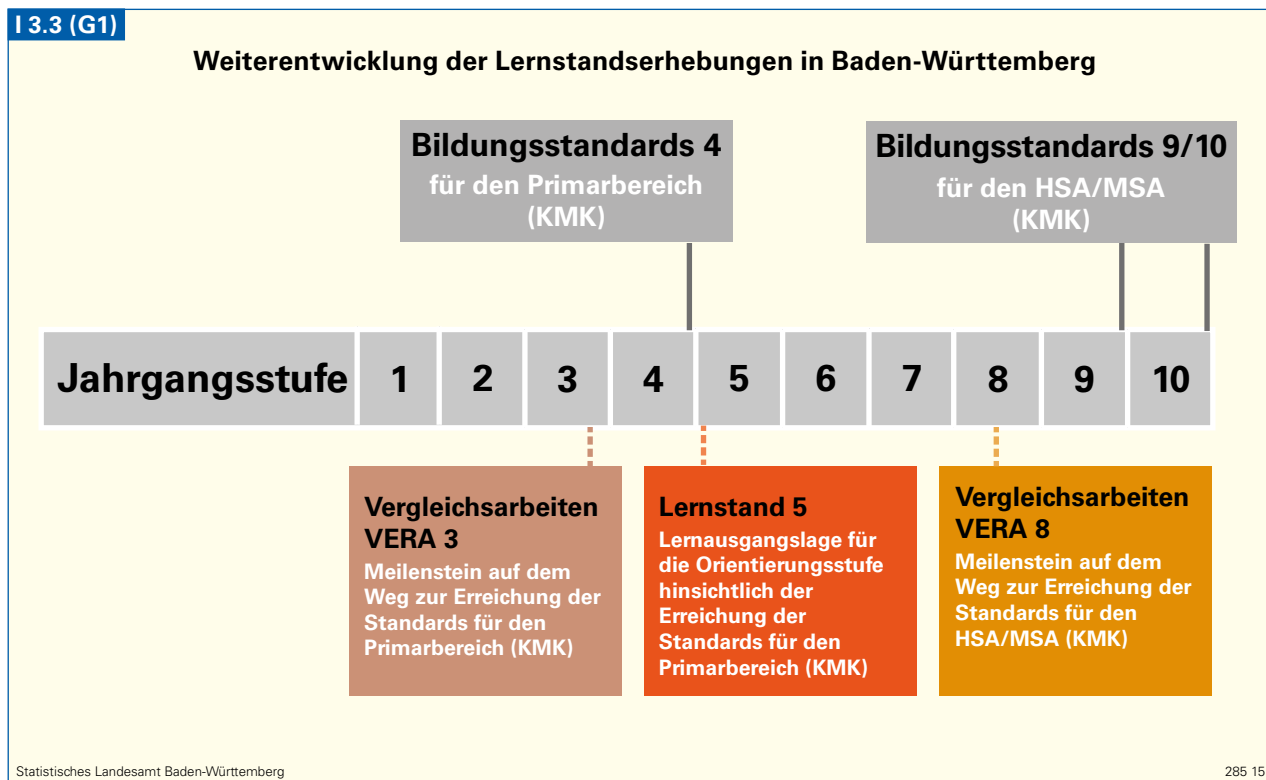 I 3.3 (G1)
Weiterentwicklung der Lernstandserhebungen in Baden-Württemberg
Bildungsstandards 4
für den Primarbereich
(KMK)
Bildungsstandards 9/10
für den HSA/MSA
(KMK)
Jahrgangsstufe 1 2 3 4 5 6 7 8 9 10
Vergleichsarbeiten
VERA 3
Meilenstein auf dem
Weg zur Erreichung der
Standards für den
Primarbereich (KMK)
Lernstand 5
Lernausgangslage für
die Orientierungsstufe
hinsichtlich der
Erreichung der
Standards für den
Primarbereich (KMK)
Vergleichsarbeiten
VERA 8
Meilenstein auf dem
Weg zur Erreichung der
Standards für den
HSA/MSA (KMK)
Statistisches Landesamt Baden-Württemberg 285 15